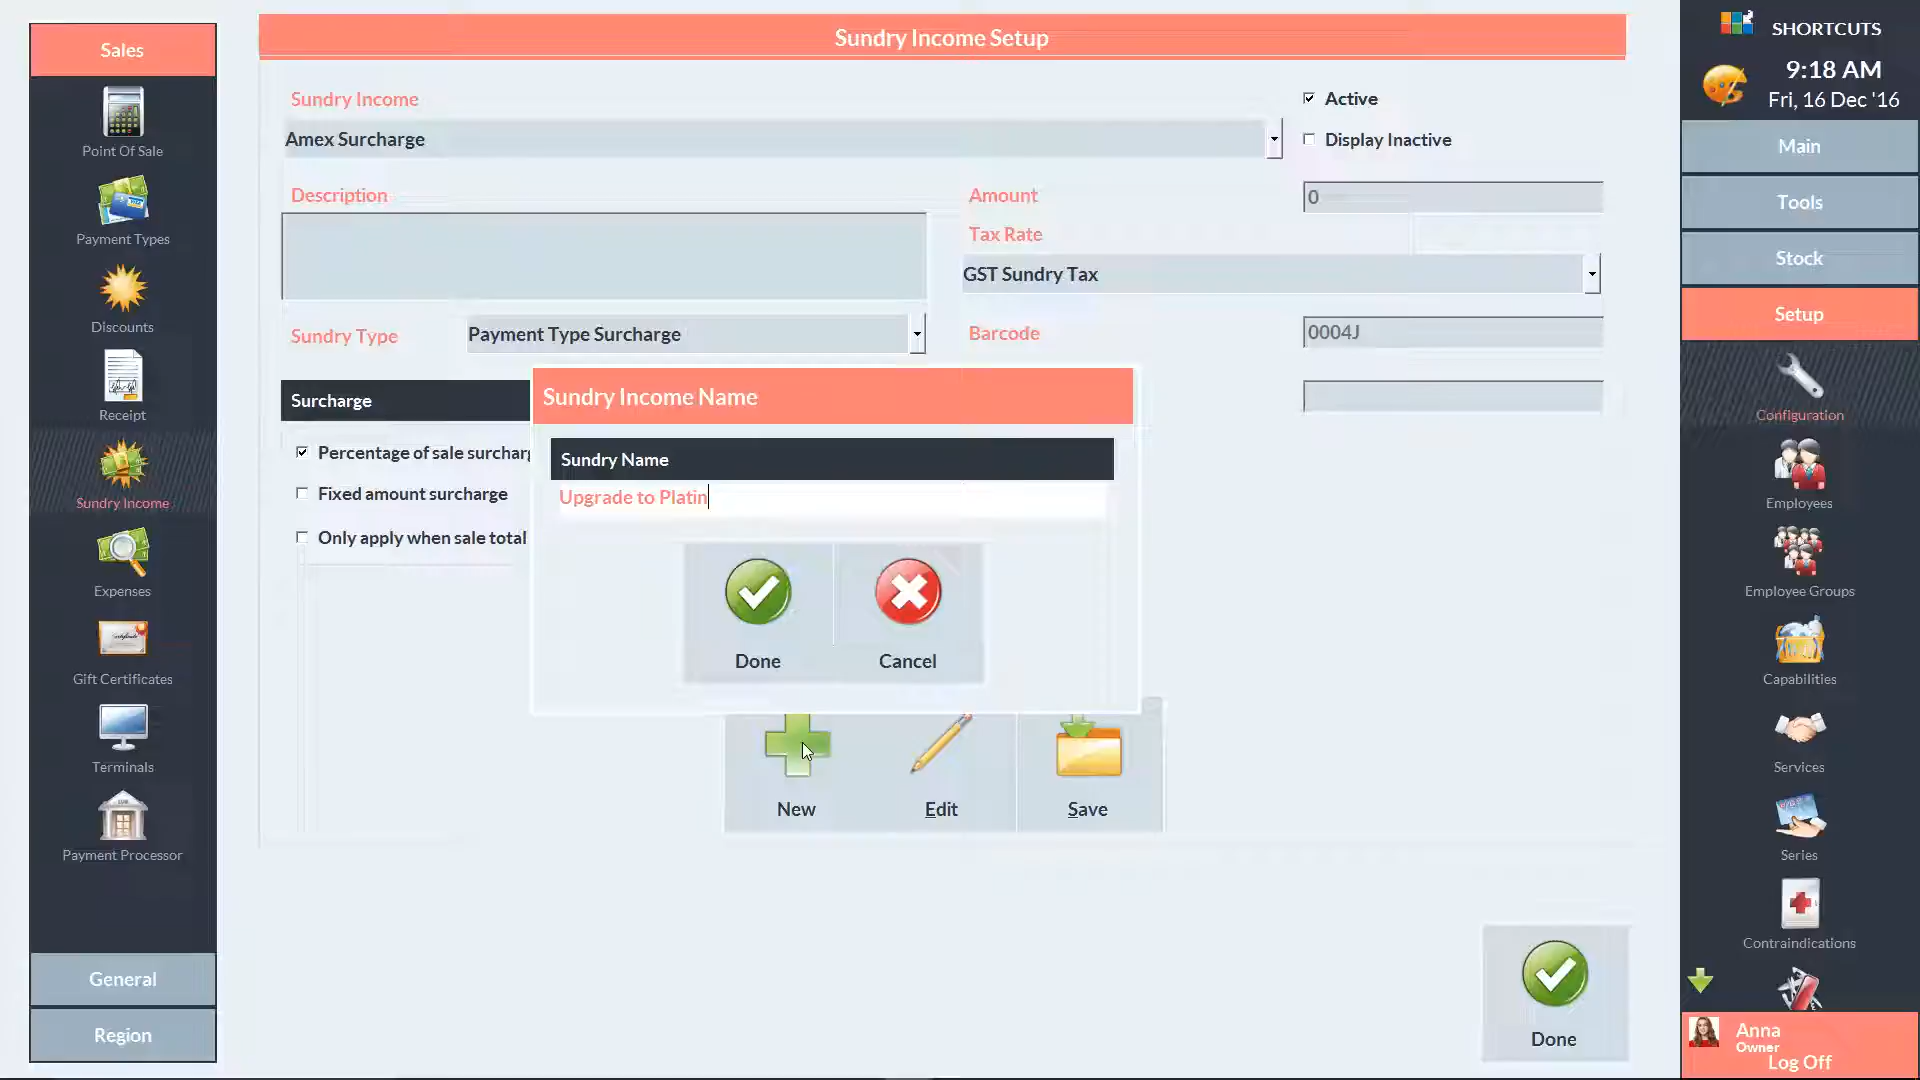 Sales
Point Of Sale
Payment Types
Discounts
Receipt
Sundry Income
Expenses
Gift Certificates
Terminals
Payment Processor
General
Region
Sundry Income Setup
Sundry Income
Amex Surcharge
Active
Display Inactive
Description
Amount
0
Tax Rate
GST Sundry Tax
Sundry Type
Payment Type Surcharge
Barcode
0004J
Surcharge
Percentage of sale surchar
Fixed amount surcharge
Only apply when sale total
Sundry Income Name
Sundry Name
Upgrade to Platin
Done
Cancel
New
Edit
Save
Done
SHORTCUTS
9:18 AM
Fri, 16 Dec '16
Main
Tools
Stock
Setup
Configuration
Employees
Employee Groups
Capabilities
Services
Series
Contraindications
Anna
Owner
Log Off